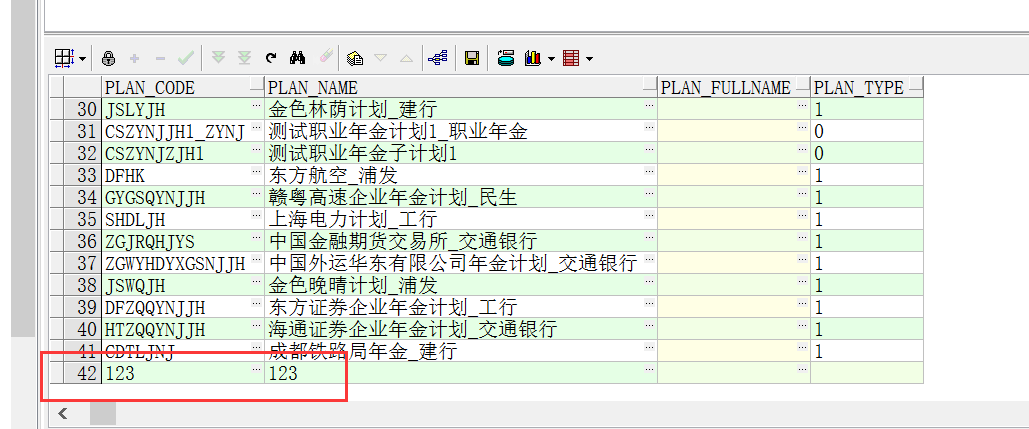 PLAN_CODE PLAN_NAME PLAN_FULLNAME PLAN_TYPE
30 JSLYJH 金色林荫计划_建行 1
31 CSZYNJJH1_ZYNJ 测试职业年金计划1_职业年金 0
32 CSZYNJZJH1 测试职业年金子计划1 0
33 DFHK 东方航空_浦发 1
34 GYGSQYNJJH 赣粤高速企业年金计划_民生 1
35 SHDLJH 上海电力计划_工行 1
36 ZGJRQHJYS 中国金融期货交易所_交通银行 1
37 ZGWYHDYXGSNJJH 中国外运华东有限公司年金计划_交通银行 1
38 JSWQJH 金色晚晴计划_浦发 1
39 DFZQQYNJJH 东方证券企业年金计划_工行 1
40 HTZQQYNJJH 海通证券企业年金计划_交通银行 1
41 CDTLJNJ 成都铁路局年金_建行 1
42 123 123